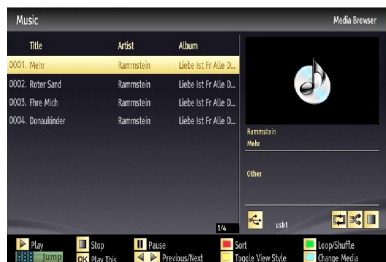 Music Media Browser
Title Artist Album
0001. Mehr Rammstein Liebe Ist Fr Alle D...
0002. Roter Sand Rammstein Liebe Ist Fr Alle D...
0003. Fhre Mich Rammstein Liebe Ist Fr Alle D...
0004. Donaukinder Rammstein Liebe Ist Fr Alle D...
Rammstein
Mehr
Other
1/4 usb1
Play Stop Pause Sort Loop/Shuffle
Jump OK Play This Previous/Next Toggle View Style Change Media